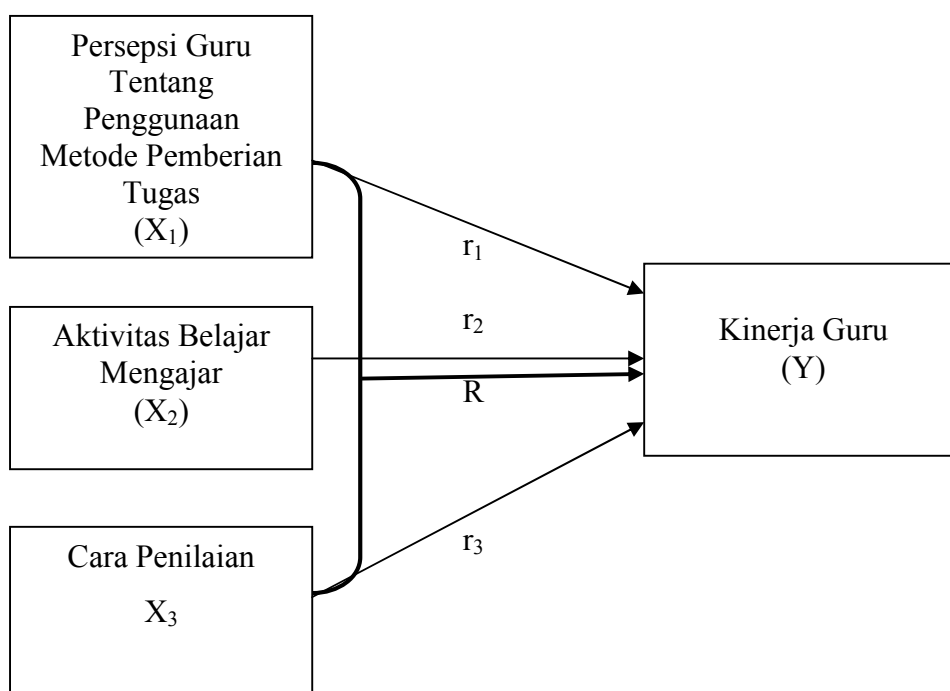 Persepsi Guru
Tentang
Penggunaan
Metode Pemberian
Tugas
(X₁)
r₁
Aktivitas Belajar
Mengajar
(X₂)
r₂
R
Kinerja Guru
(Y)
Cara Penilaian
X₃
r₃